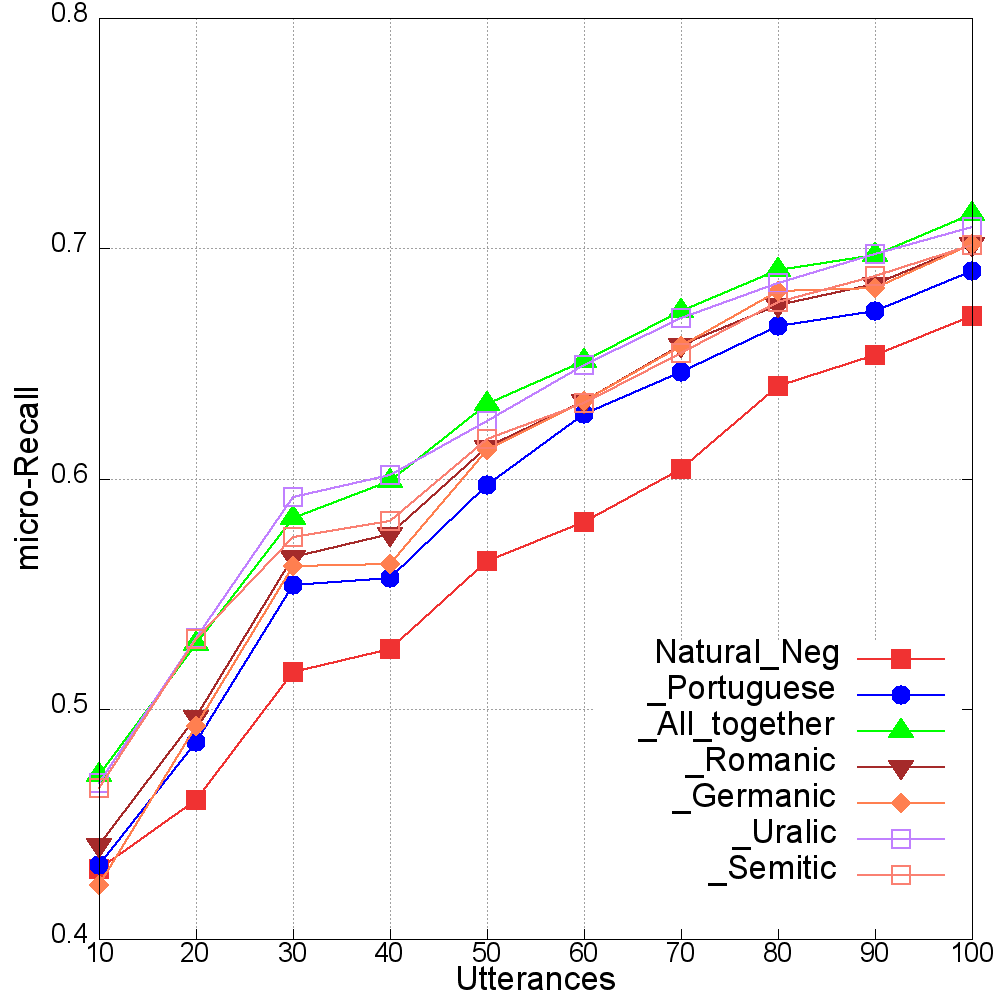 0.8
0.7
0.6
0.5
0.4
micro-Recall
Natural_Neg
_Portuguese
_All_together
_Romanic
_Germanic
_Uralic
_Semitic
10 20 30 40 50 60 70 80 90 100
Utterances